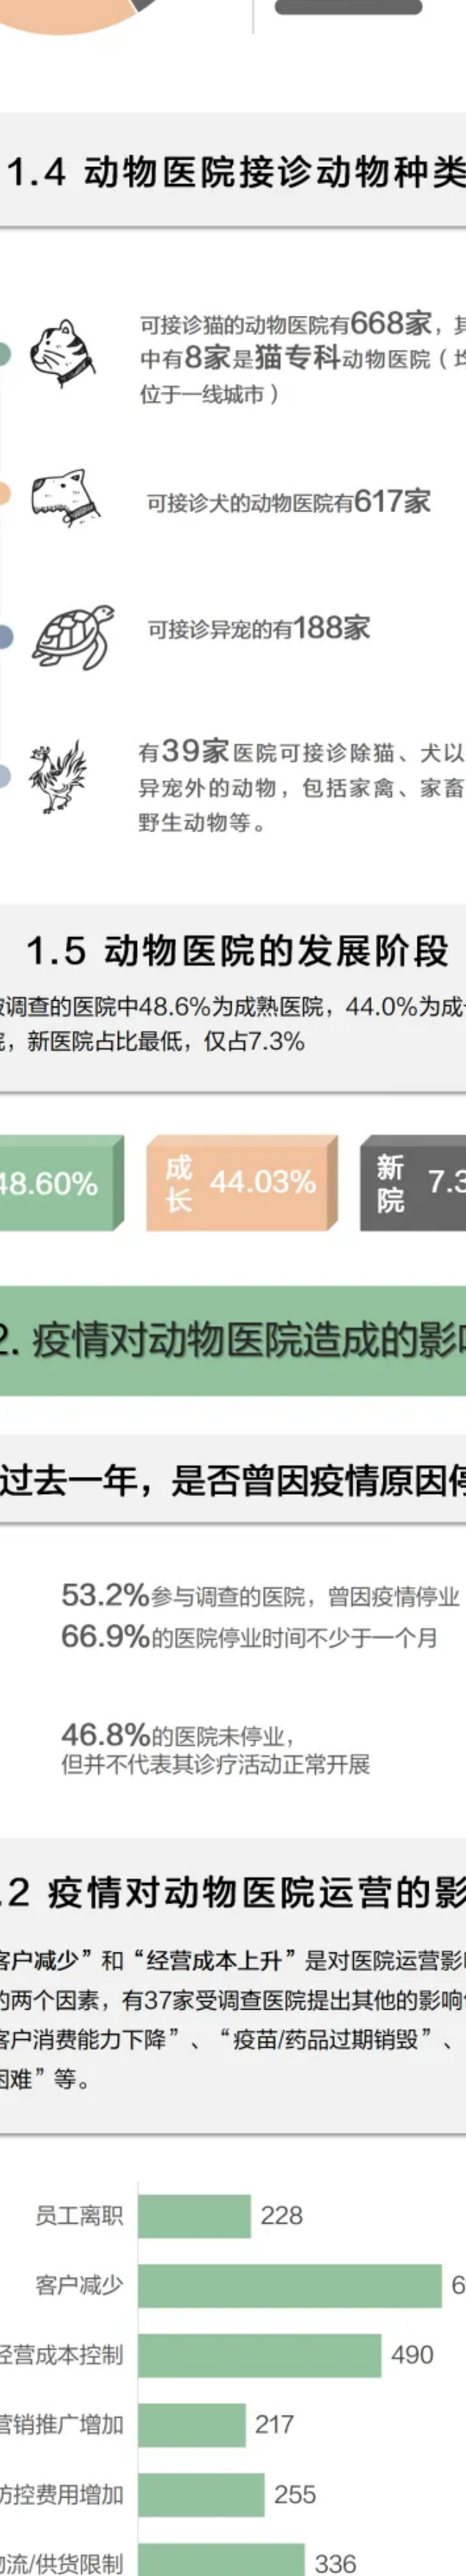 1.4 动物医院接诊动物种类
可接诊猫的动物医院有668家，其
中有8家是猫专科动物医院（均
位于一线城市）
可接诊犬的动物医院有617家
可接诊异宠的有188家
有39家医院可接诊除猫、犬以
异宠外的动物，包括家禽、家畜
野生动物等。
1.5 动物医院的发展阶段
调查的医院中48.6%为成熟医院，44.0%为成
，新医院占比最低，仅占7.3%
48.60%
成长 44.03%
新院 7.3
2. 疫情对动物医院造成的影
过去一年，是否曾因疫情原因停
53.2%参与调查的医院，曾因疫情停业
66.9%的医院停业时间不少于一个月
46.8%的医院未停业，
但并不代表其诊疗活动正常开展
.2 疫情对动物医院运营的影
客户减少”和“经营成本上升”是对医院运营影
的两个因素，有37家受调查医院提出其他的影响
客户消费能力下降”、“疫苗/药品过期销毁”、
困难”等。
员工离职 228
客户减少 6
经营成本控制 490
营销推广增加 217
防控费用增加 255
物流/供货限制 336